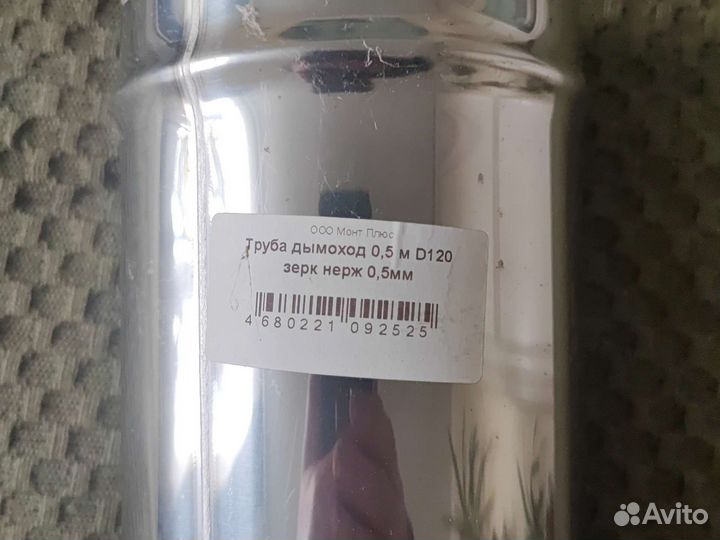 ООО Монт Плюс
Труба дымоход 0,5 м D120
зерк нерж 0,5мм
4 680221 092525
Avito